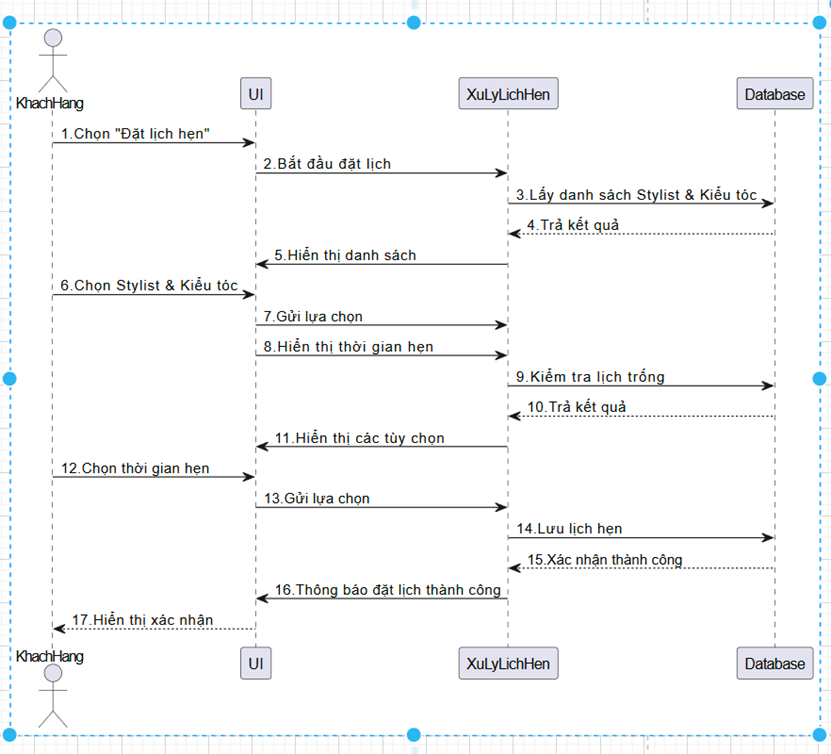 KhachHang
UI
XuLyLichHen
Database
1.Chọn "Đặt lịch hẹn"
2.Bắt đầu đặt lịch
3.Lấy danh sách Stylist & Kiểu tóc
4.Trả kết quả
5.Hiển thị danh sách
6.Chọn Stylist & Kiểu tóc
7.Gửi lựa chọn
8.Hiển thị thời gian hẹn
9.Kiểm tra lịch trống
10.Trả kết quả
11.Hiển thị các tùy chọn
12.Chọn thời gian hẹn
13.Gửi lựa chọn
14.Lưu lịch hẹn
15.Xác nhận thành công
16.Thông báo đặt lịch thành công
17.Hiển thị xác nhận
KhachHang
UI
XuLyLichHen
Database